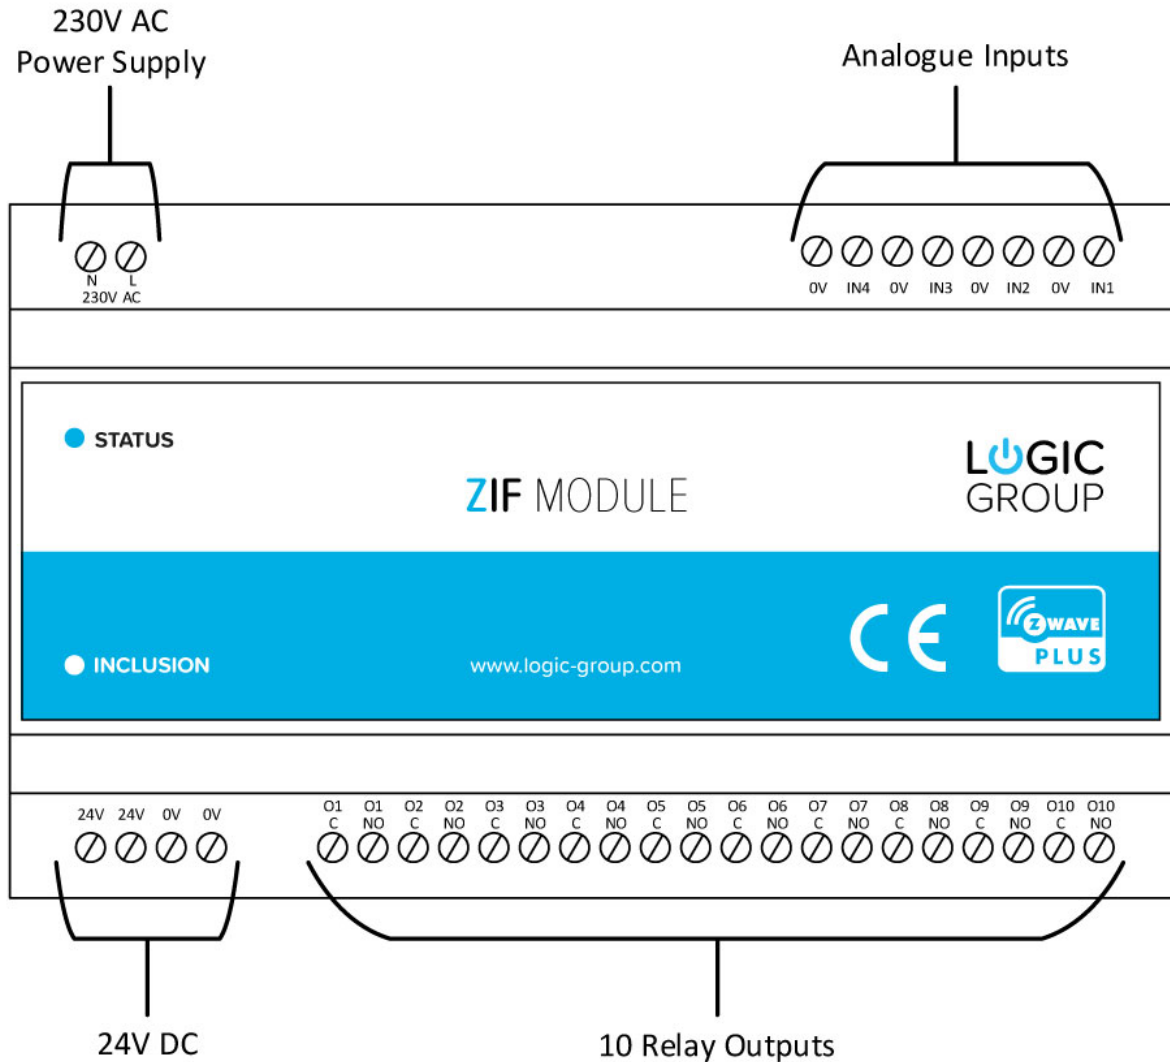 230V AC
Power Supply
Analogue Inputs
N L
230V AC
0V IN4 0V IN3 0V IN2 0V IN1
STATUS
ZIF MODULE
LOGIC
GROUP
CE
Z WAVE
PLUS
INCLUSION
www.logic-group.com
24V 24V 0V 0V
O1 O1 O2 O2 O3 O3 O4 O4 O5 O5 O6 O6 O7 O7 O8 O8 O9 O9 O10 O10
C NO C NO C NO C NO C NO C NO C NO C NO C NO C NO
24V DC
10 Relay Outputs